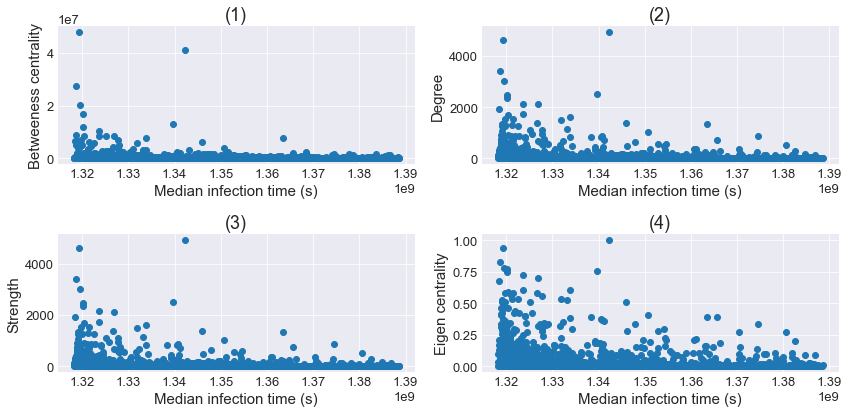 (1)
1e7
Betweeness centrality
4
2
0
1.32 1.33 1.34 1.35 1.36 1.37 1.38 1.39
1e9
Median infection time (s)
(2)
Degree
4000
2000
0
1.32 1.33 1.34 1.35 1.36 1.37 1.38 1.39
1e9
Median infection time (s)
(3)
Strength
4000
2000
0
1.32 1.33 1.34 1.35 1.36 1.37 1.38 1.39
1e9
Median infection time (s)
(4)
Eigen centrality
1.00
0.75
0.50
0.25
0.00
1.32 1.33 1.34 1.35 1.36 1.37 1.38 1.39
1e9
Median infection time (s)